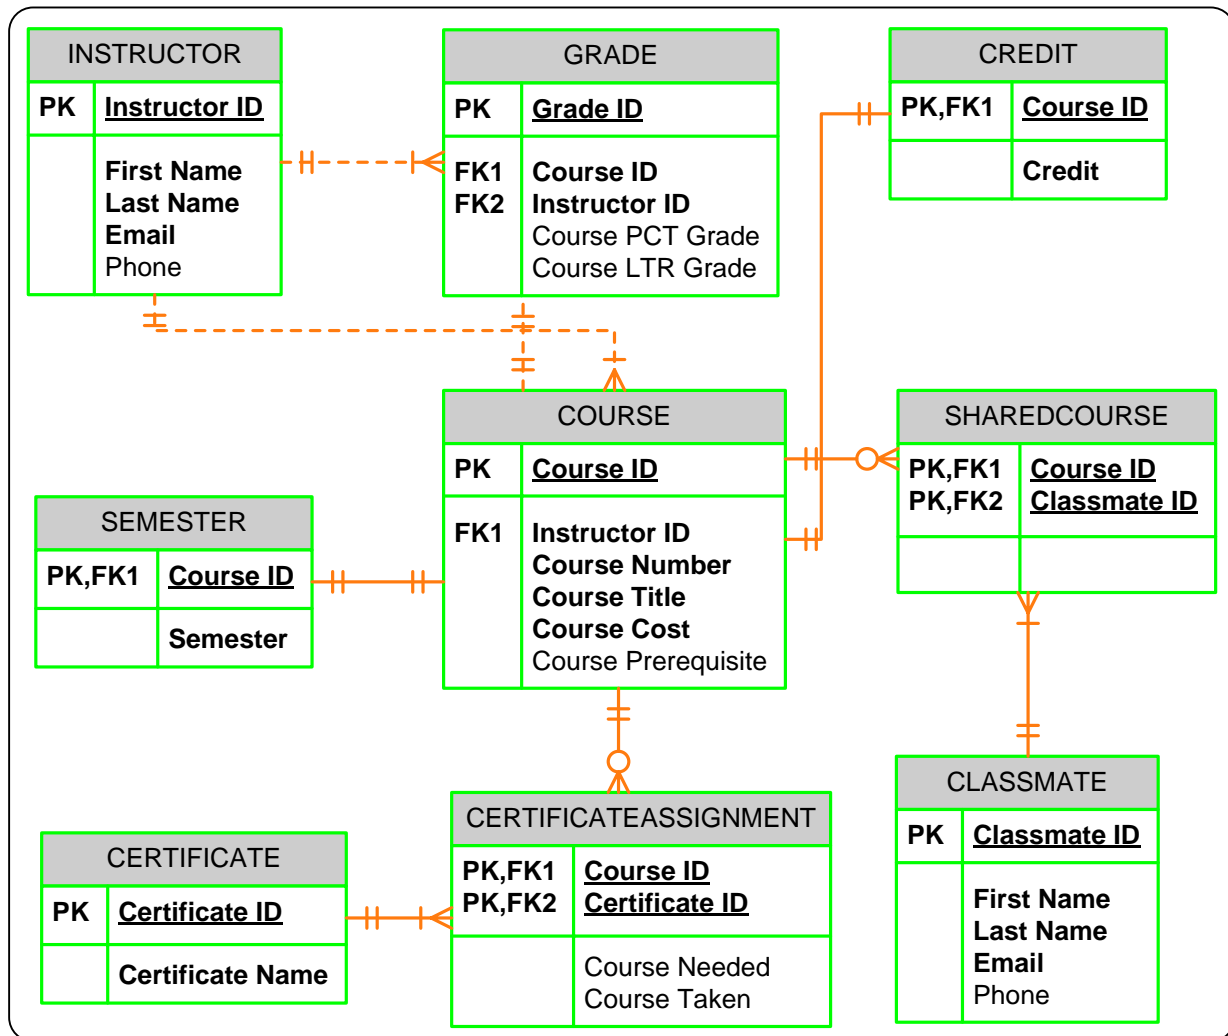 INSTRUCTOR
PK Instructor ID
First Name
Last Name
Email
Phone
GRADE
PK Grade ID
FK1 Course ID
FK2 Instructor ID
Course PCT Grade
Course LTR Grade
CREDIT
PK,FK1 Course ID
Credit
COURSE
PK Course ID
FK1 Instructor ID
Course Number
Course Title
Course Cost
Course Prerequisite
SHAREDCOURSE
PK,FK1 Course ID
PK,FK2 Classmate ID
SEMESTER
PK,FK1 Course ID
Semester
CERTIFICATE
PK Certificate ID
Certificate Name
CERTIFICATEASSIGNMENT
PK,FK1 Course ID
PK,FK2 Certificate ID
Course Needed
Course Taken
CLASSMATE
PK Classmate ID
First Name
Last Name
Email
Phone